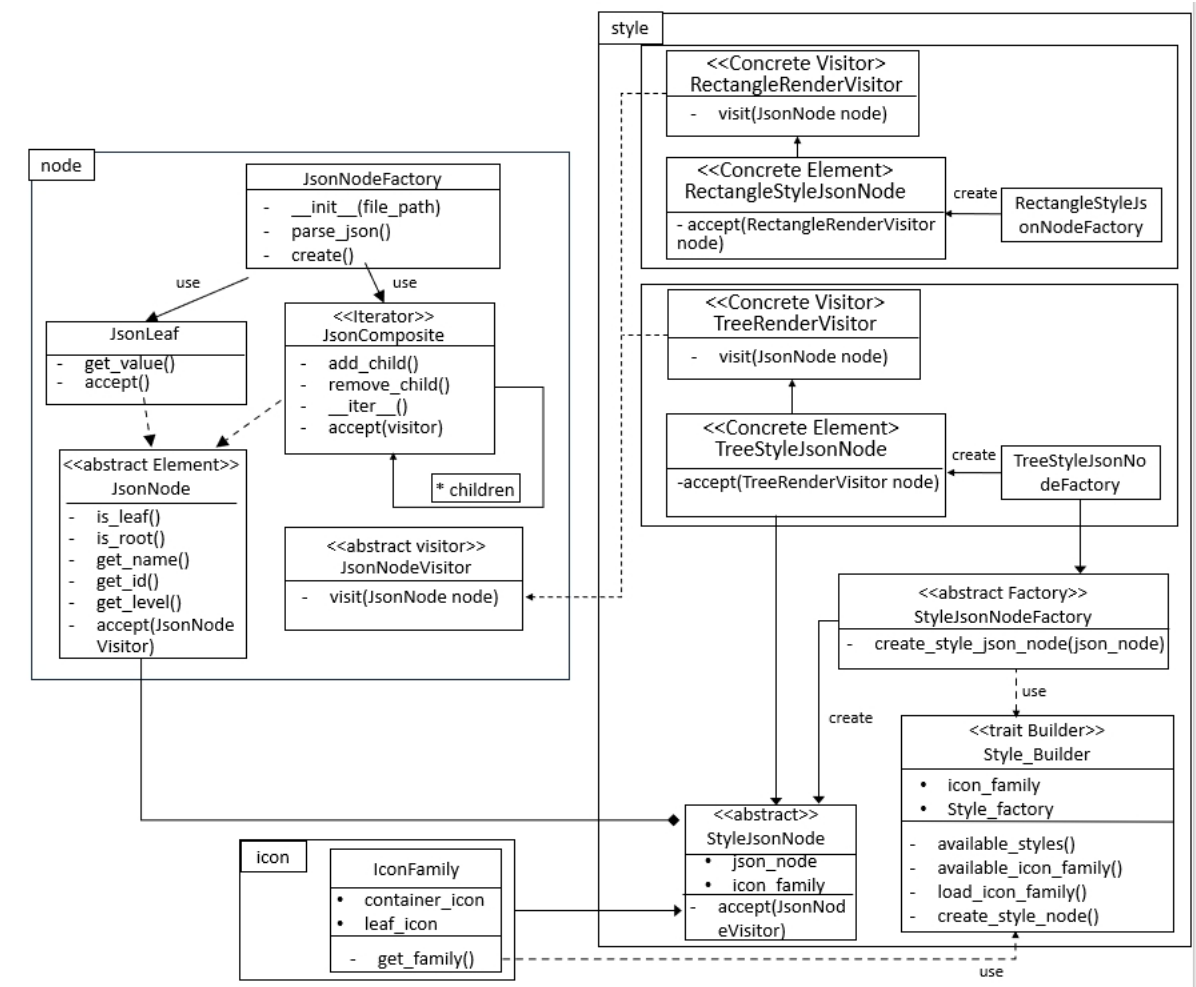 style
<<Concrete Visitor>
RectangleRenderVisitor
- visit(JsonNode node)
<<Concrete Element>
RectangleStyleJsonNode
- accept(RectangleRenderVisitor
node)
create
RectangleStyleJs
onNodeFactory
node
JsonNodeFactory
- __init__(file_path)
- parse_json()
- create()
use
use
JsonLeaf
- get_value()
- accept()
<<Iterator>>
JsonComposite
- add_child()
- remove_child()
- __iter__()
- accept(visitor)
* children
<<abstract Element>>
JsonNode
- is_leaf()
- is_root()
- get_name()
- get_id()
- get_level()
- accept(JsonNode
Visitor)
<<abstract visitor>>
JsonNodeVisitor
- visit(JsonNode node)
<<Concrete Visitor>
TreeRenderVisitor
- visit(JsonNode node)
<<Concrete Element>
TreeStyleJsonNode
-accept(TreeRenderVisitor node)
create
TreeStyleJsonNo
deFactory
<<abstract Factory>>
StyleJsonNodeFactory
- create_style_json_node(json_node)
use
create
<<trait Builder>>
Style_Builder
• icon_family
• Style_factory
- available_styles()
- available_icon_family()
- load_icon_family()
- create_style_node()
<<abstract>>
StyleJsonNode
• json_node
• icon_family
- accept(JsonNod
eVisitor)
icon
IconFamily
• container_icon
• leaf_icon
- get_family()
use